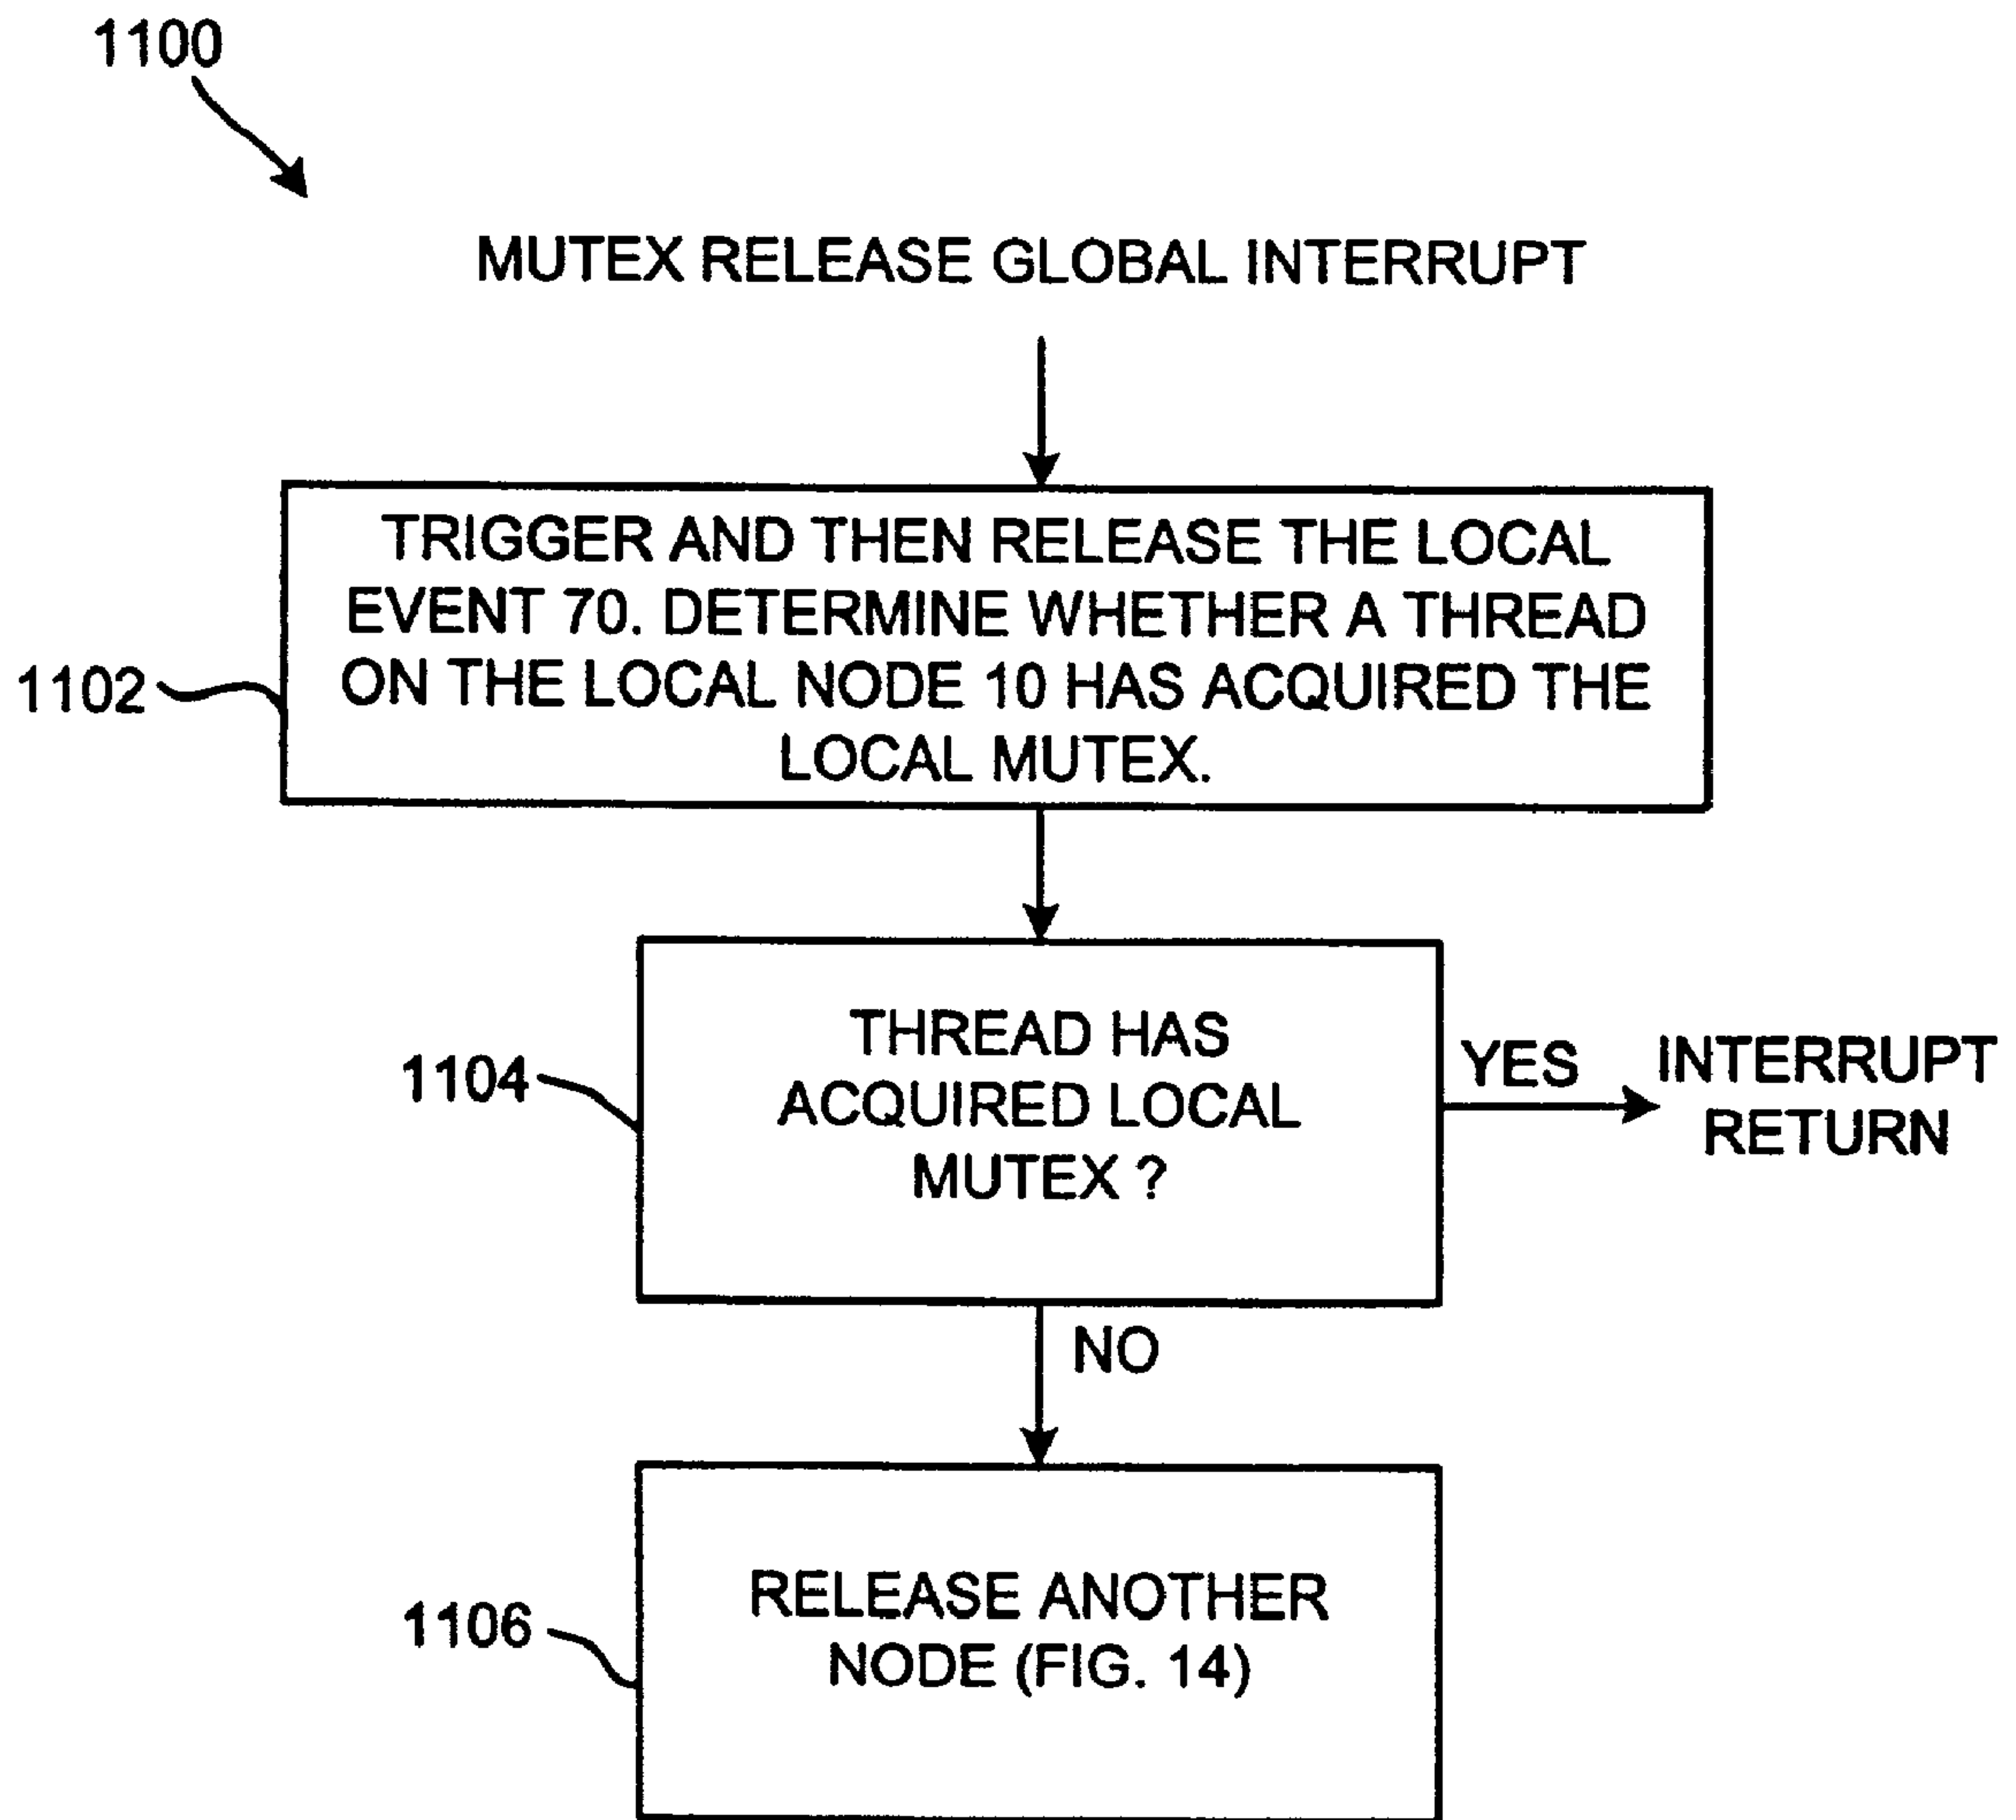 1100
MUTEX RELEASE GLOBAL INTERRUPT
TRIGGER AND THEN RELEASE THE LOCAL
EVENT 70. DETERMINE WHETHER A THREAD
ON THE LOCAL NODE 10 HAS ACQUIRED THE
LOCAL MUTEX.
1102
THREAD HAS
ACQUIRED LOCAL
MUTEX ?
1104
YES
INTERRUPT
RETURN
NO
RELEASE ANOTHER
NODE (FIG. 14)
1106